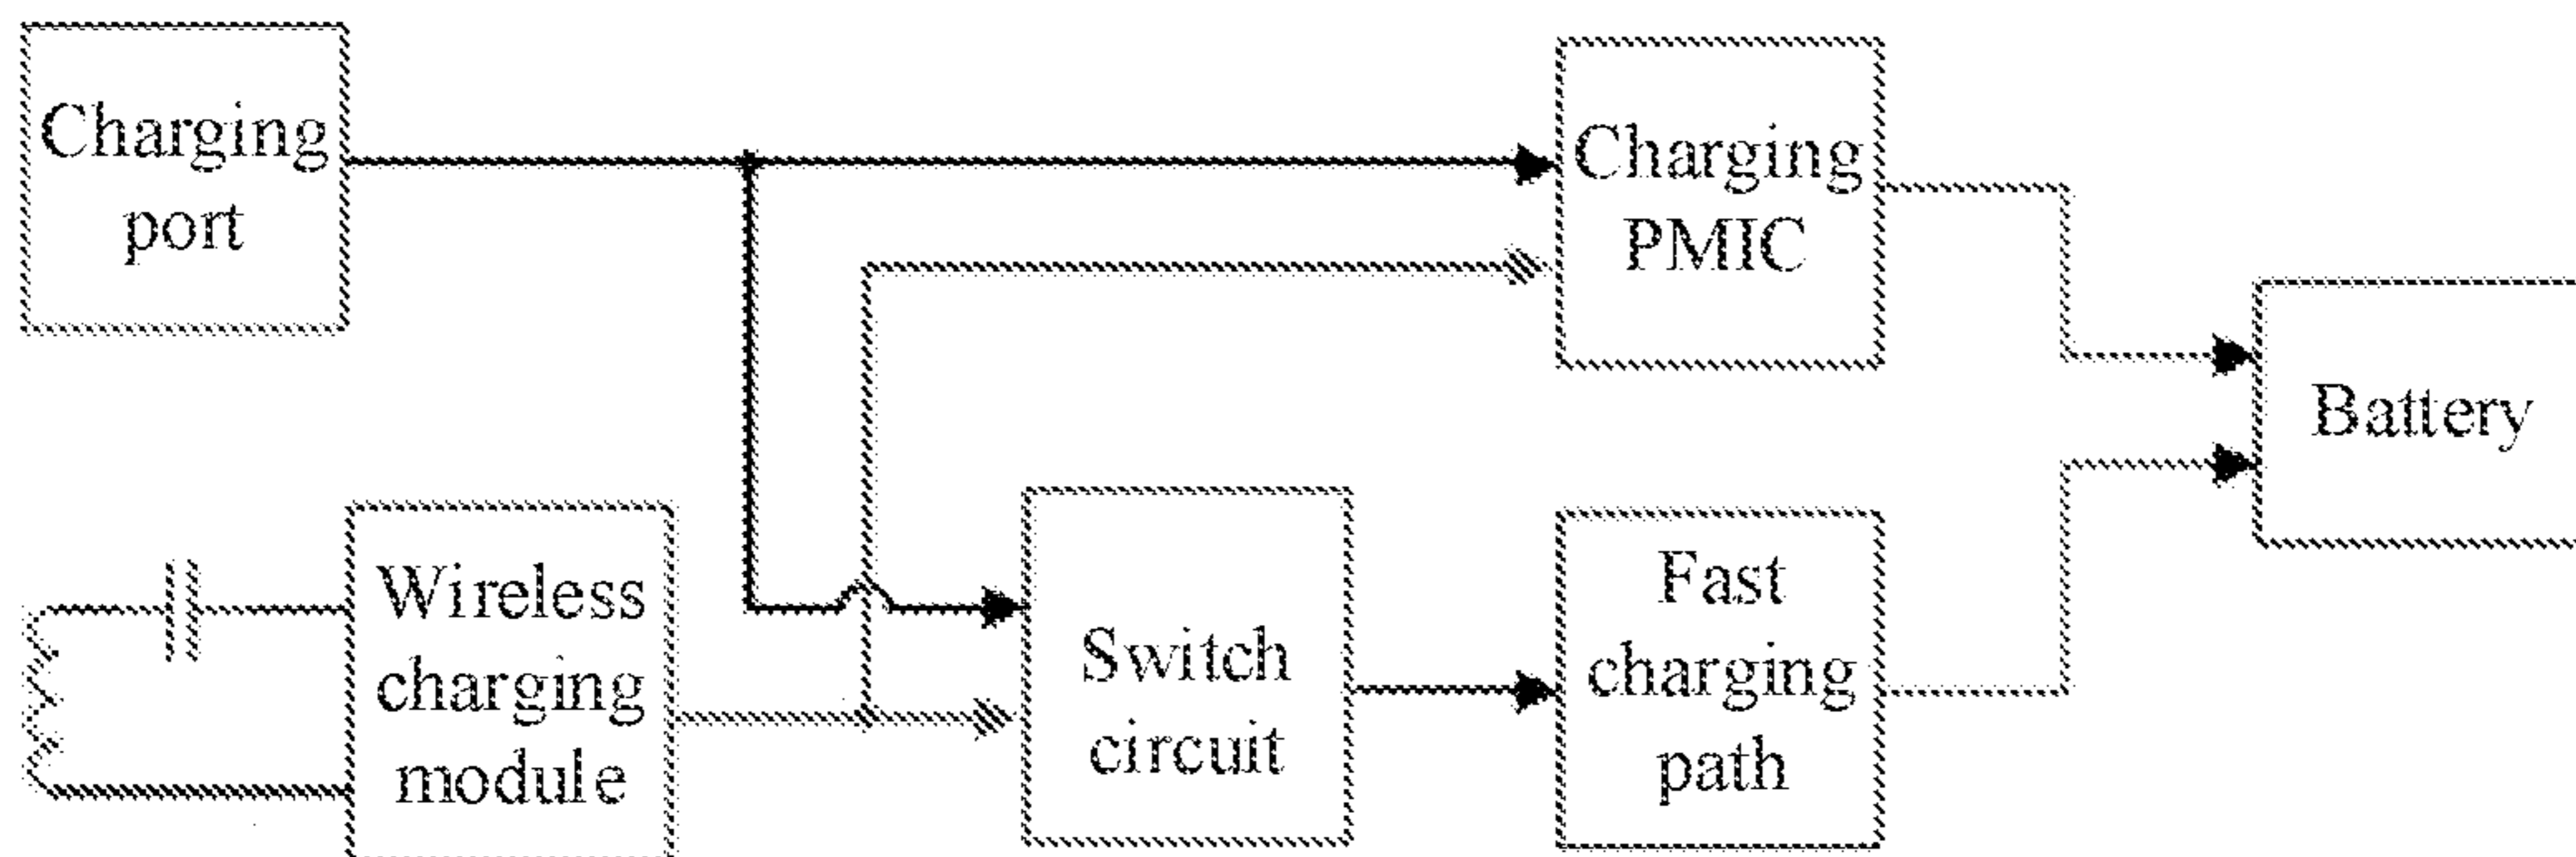 Charging
port
Charging
PMIC
Battery
Wireless
charging
module
Switch
circuit
Fast
charging
path